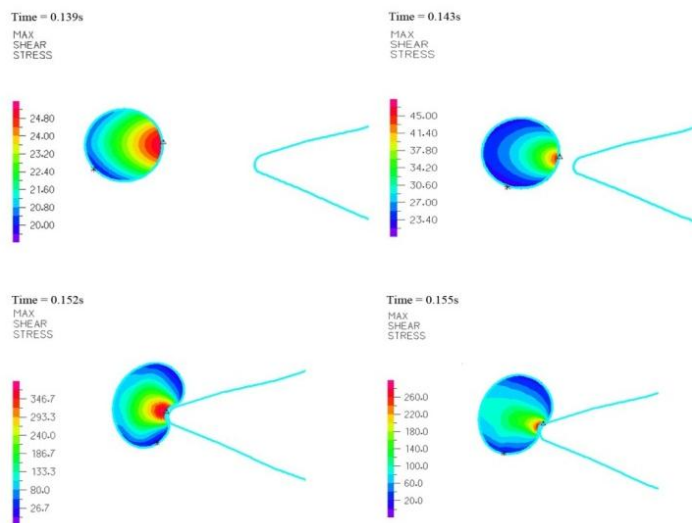 Time = 0.139s
MAX
SHEAR
STRESS
24.80
24.00
23.20
22.40
21.60
20.80
20.00
Time = 0.143s
MAX
SHEAR
STRESS
45.00
41.40
37.80
34.20
30.60
27.00
23.40
Time = 0.152s
MAX
SHEAR
STRESS
346.7
293.3
240.0
186.7
133.3
80.0
26.7
Time = 0.155s
MAX
SHEAR
STRESS
260.0
220.0
180.0
140.0
100.0
60.0
20.0